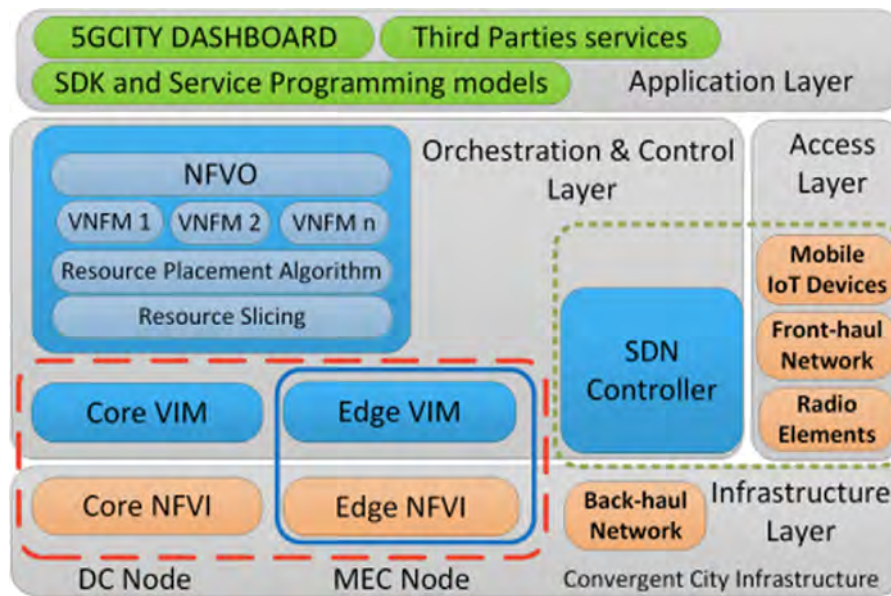 5GCITY DASHBOARD
Third Parties services
SDK and Service Programming models
Application Layer
Orchestration & Control
Layer
NFVO
VNFM 1
VNFM 2
VNFM n
Resource Placement Algorithm
Resource Slicing
Access
Layer
Mobile
IoT Devices
Front-haul
Network
Radio
Elements
SDN
Controller
Core VIM
Edge VIM
Core NFVI
Edge NFVI
Back-haul
Network
Infrastructure
Layer
DC Node
MEC Node
Convergent City Infrastructure